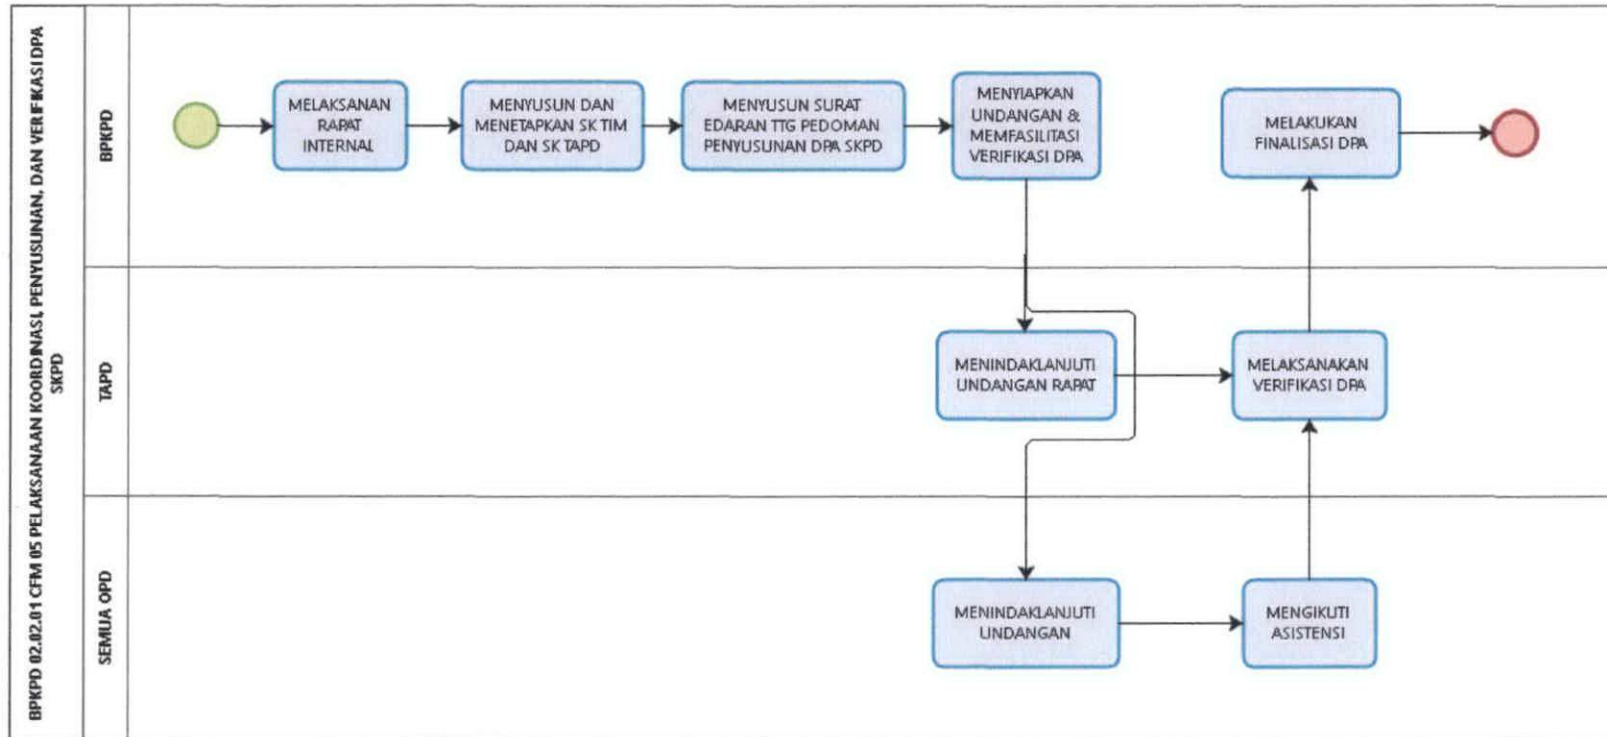 BPKPD 02.02.01 CFM 05 PELAKSANAAN KOORDINASI, PENYUSUNAN, DAN VERIFIKASI DPA
SKPD
BPKPD
MELAKSANAN
RAPAT
INTERNAL
MENYUSUN DAN
MENETAPKAN SK TIM
DAN SK TAPD
MENYUSUN SURAT
EDARAN TTG PEDOMAN
PENYUSUNAN DPA SKPD
MENYIAPKAN
UNDANGAN &
MEMFASILITASI
VERIFIKASI DPA
MELAKUKAN
FINALISASI DPA
TAPD
MENINDAKLANJUTI
UNDANGAN RAPAT
MELAKSANAKAN
VERIFIKASI DPA
SEMUA OPD
MENINDAKLANJUTI
UNDANGAN
MENGIKUTI
ASISTENSI